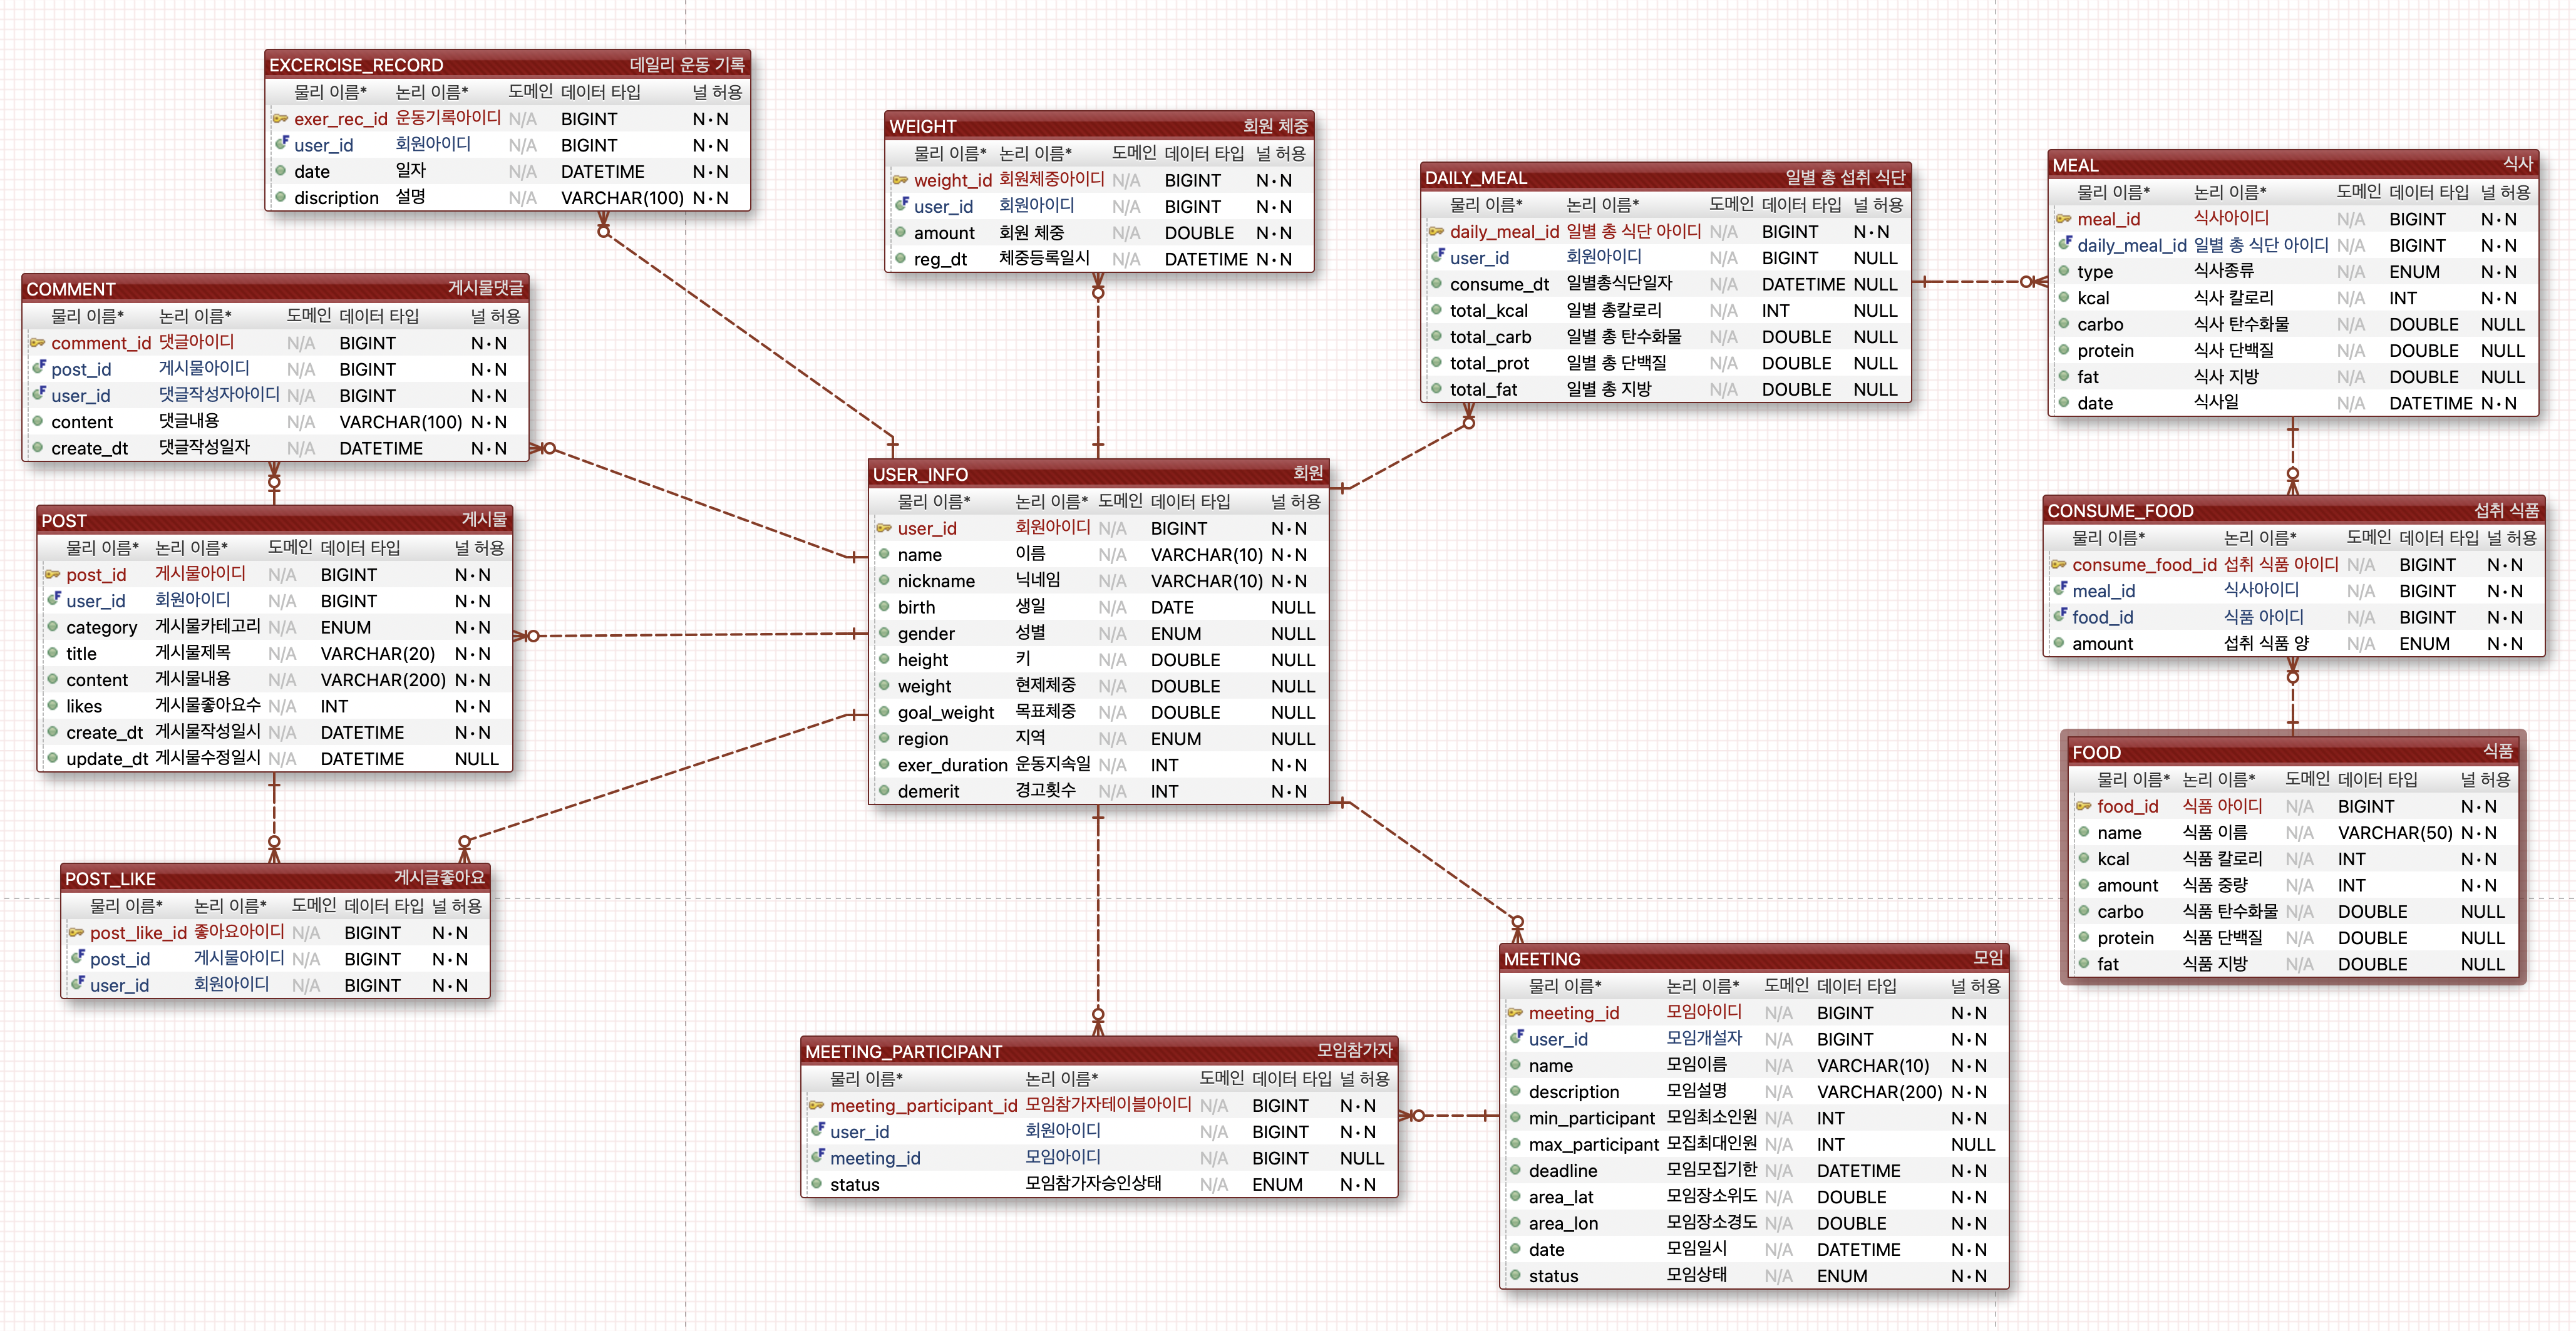 EXCERCISE_RECORD 데일리 운동 기록
물리 이름* 논리 이름* 도메인 데이터 타입 널 허용
exer_rec_id 운동기록아이디 N/A BIGINT N·N
user_id 회원아이디 N/A BIGINT N·N
date 일자 N/A DATETIME N·N
discription 설명 N/A VARCHAR(100) N·N
WEIGHT 회원 체중
물리 이름* 논리 이름* 도메인 데이터 타입 널 허용
weight_id 회원체중아이디 N/A BIGINT N·N
user_id 회원아이디 N/A BIGINT N·N
amount 회원 체중 N/A DOUBLE N·N
reg_dt 체중등록일시 N/A DATETIME N·N
DAILY_MEAL 일별 총 섭취 식단
물리 이름* 논리 이름* 도메인 데이터 타입 널 허용
daily_meal_id 일별 총 식단 아이디 N/A BIGINT N·N
user_id 회원아이디 N/A BIGINT NULL
consume_dt 일별총식단일자 N/A DATETIME NULL
total_kcal 일별 총칼로리 N/A INT NULL
total_carb 일별 총 탄수화물 N/A DOUBLE NULL
total_prot 일별 총 단백질 N/A DOUBLE NULL
total_fat 일별 총 지방 N/A DOUBLE NULL
MEAL 식사
물리 이름* 논리 이름* 도메인 데이터 타입 널 허용
meal_id 식사아이디 N/A BIGINT N·N
daily_meal_id 일별 총 식단 아이디 N/A BIGINT N·N
type 식사종류 N/A ENUM N·N
kcal 식사 칼로리 N/A INT N·N
carbo 식사 탄수화물 N/A DOUBLE NULL
protein 식사 단백질 N/A DOUBLE NULL
fat 식사 지방 N/A DOUBLE NULL
date 식사일 N/A DATETIME N·N
COMMENT 게시물댓글
물리 이름* 논리 이름* 도메인 데이터 타입 널 허용
comment_id 댓글아이디 N/A BIGINT N·N
post_id 게시물아이디 N/A BIGINT N·N
user_id 댓글작성자아이디 N/A BIGINT N·N
content 댓글내용 N/A VARCHAR(100) N·N
create_dt 댓글작성일자 N/A DATETIME N·N
USER_INFO 회원
물리 이름* 논리 이름* 도메인 데이터 타입 널 허용
user_id 회원아이디 N/A BIGINT N·N
name 이름 N/A VARCHAR(10) N·N
nickname 닉네임 N/A VARCHAR(10) N·N
birth 생일 N/A DATE NULL
gender 성별 N/A ENUM NULL
height 키 N/A DOUBLE NULL
weight 현제체중 N/A DOUBLE NULL
goal_weight 목표체중 N/A DOUBLE NULL
region 지역 N/A ENUM NULL
exer_duration 운동지속일 N/A INT N·N
demerit 경고횟수 N/A INT N·N
CONSUME_FOOD 섭취 식품
물리 이름* 논리 이름* 도메인 데이터 타입 널 허용
consume_food_id 섭취 식품 아이디 N/A BIGINT N·N
meal_id 식사아이디 N/A BIGINT N·N
food_id 식품 아이디 N/A BIGINT N·N
amount 섭취 식품 양 N/A ENUM N·N
POST 게시물
물리 이름* 논리 이름* 도메인 데이터 타입 널 허용
post_id 게시물아이디 N/A BIGINT N·N
user_id 회원아이디 N/A BIGINT N·N
category 게시물카테고리 N/A ENUM N·N
title 게시물제목 N/A VARCHAR(20) N·N
content 게시물내용 N/A VARCHAR(200) N·N
likes 게시물좋아요수 N/A INT N·N
create_dt 게시물작성일시 N/A DATETIME N·N
update_dt 게시물수정일시 N/A DATETIME NULL
FOOD 식품
물리 이름* 논리 이름* 도메인 데이터 타입 널 허용
food_id 식품 아이디 N/A BIGINT N·N
name 식품 이름 N/A VARCHAR(50) N·N
kcal 식품 칼로리 N/A INT N·N
amount 식품 중량 N/A INT N·N
carbo 식품 탄수화물 N/A DOUBLE NULL
protein 식품 단백질 N/A DOUBLE NULL
fat 식품 지방 N/A DOUBLE NULL
POST_LIKE 게시글좋아요
물리 이름* 논리 이름* 도메인 데이터 타입 널 허용
post_like_id 좋아요아이디 N/A BIGINT N·N
post_id 게시물아이디 N/A BIGINT N·N
user_id 회원아이디 N/A BIGINT N·N
MEETING 모임
물리 이름* 논리 이름* 도메인 데이터 타입 널 허용
meeting_id 모임아이디 N/A BIGINT N·N
user_id 모임개설자 N/A BIGINT N·N
name 모임이름 N/A VARCHAR(10) N·N
description 모임설명 N/A VARCHAR(200) N·N
min_participant 모임최소인원 N/A INT N·N
max_participant 모집최대인원 N/A INT NULL
deadline 모임모집기한 N/A DATETIME N·N
area_lat 모임장소위도 N/A DOUBLE N·N
area_lon 모임장소경도 N/A DOUBLE N·N
date 모임일시 N/A DATETIME N·N
status 모임상태 N/A ENUM N·N
MEETING_PARTICIPANT 모임참가자
물리 이름* 논리 이름* 도메인 데이터 타입 널 허용
meeting_participant_id 모임참가자테이블아이디 N/A BIGINT N·N
user_id 회원아이디 N/A BIGINT N·N
meeting_id 모임아이디 N/A BIGINT NULL
status 모임참가자승인상태 N/A ENUM N·N